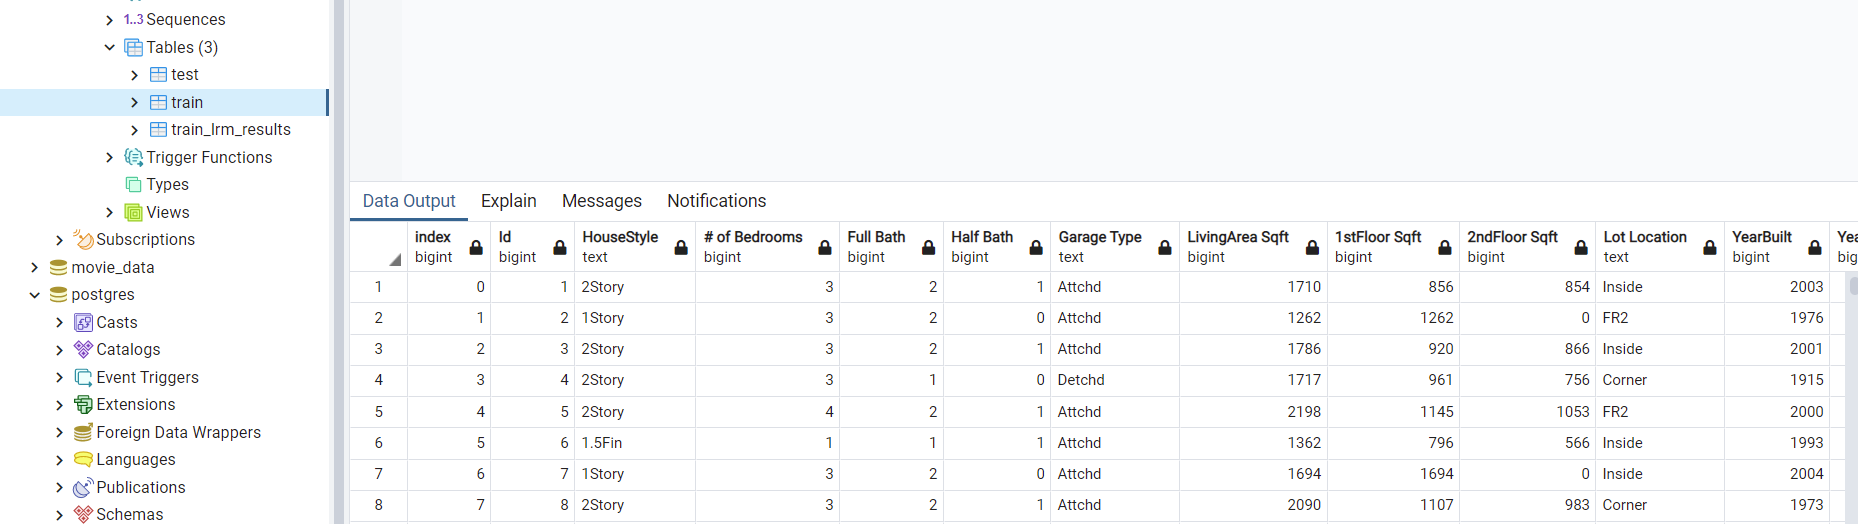 1..3 Sequences
Tables (3)
test
train
train_lrm_results
Trigger Functions
Types
Views
Subscriptions
movie_data
postgres
Casts
Catalogs
Event Triggers
Extensions
Foreign Data Wrappers
Languages
Publications
Schemas
Data Output Explain Messages Notifications
index Id HouseStyle # of Bedrooms Full Bath Half Bath Garage Type LivingArea Sqft 1stFloor Sqft 2ndFloor Sqft Lot Location YearBuilt Yea
bigint bigint text bigint bigint bigint text bigint bigint bigint text bigint big
1 0 1 2Story 3 2 1 Attchd 1710 856 854 Inside 2003
2 1 2 1Story 3 2 0 Attchd 1262 1262 0 FR2 1976
3 2 3 2Story 3 2 1 Attchd 1786 920 866 Inside 2001
4 3 4 2Story 3 1 0 Detchd 1717 961 756 Corner 1915
5 4 5 2Story 4 2 1 Attchd 2198 1145 1053 FR2 2000
6 5 6 1.5Fin 1 1 1 Attchd 1362 796 566 Inside 1993
7 6 7 1Story 3 2 0 Attchd 1694 1694 0 Inside 2004
8 7 8 2Story 3 2 1 Attchd 2090 1107 983 Corner 1973